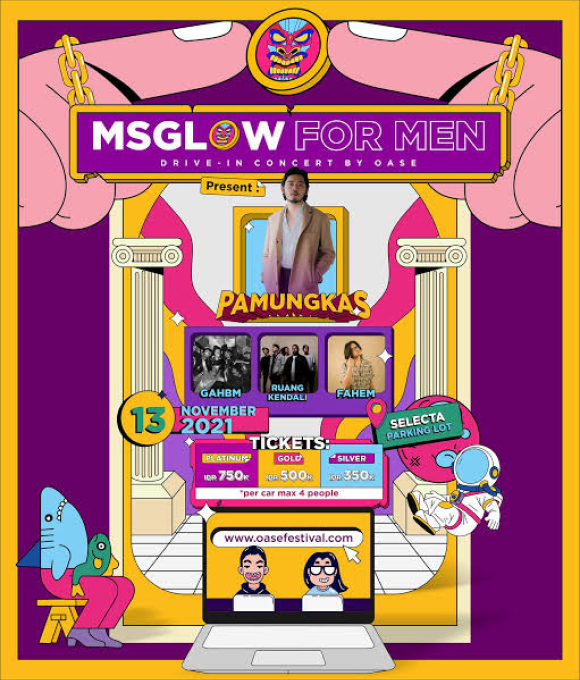 MSGLOW FOR MEN
DRIVE-IN CONCERT BY OASE
Present :
PAMUNGKAS
GAHBM
RUANG
KENDALI
FAHEM
13
NOVEMBER
2021
SELECTA
PARKING LOT
TICKETS:
PLATINUM
GOLD
SILVER
IDR 750K
IDR 500K
IDR 350K
*per car max 4 people
www.oasefestival.com